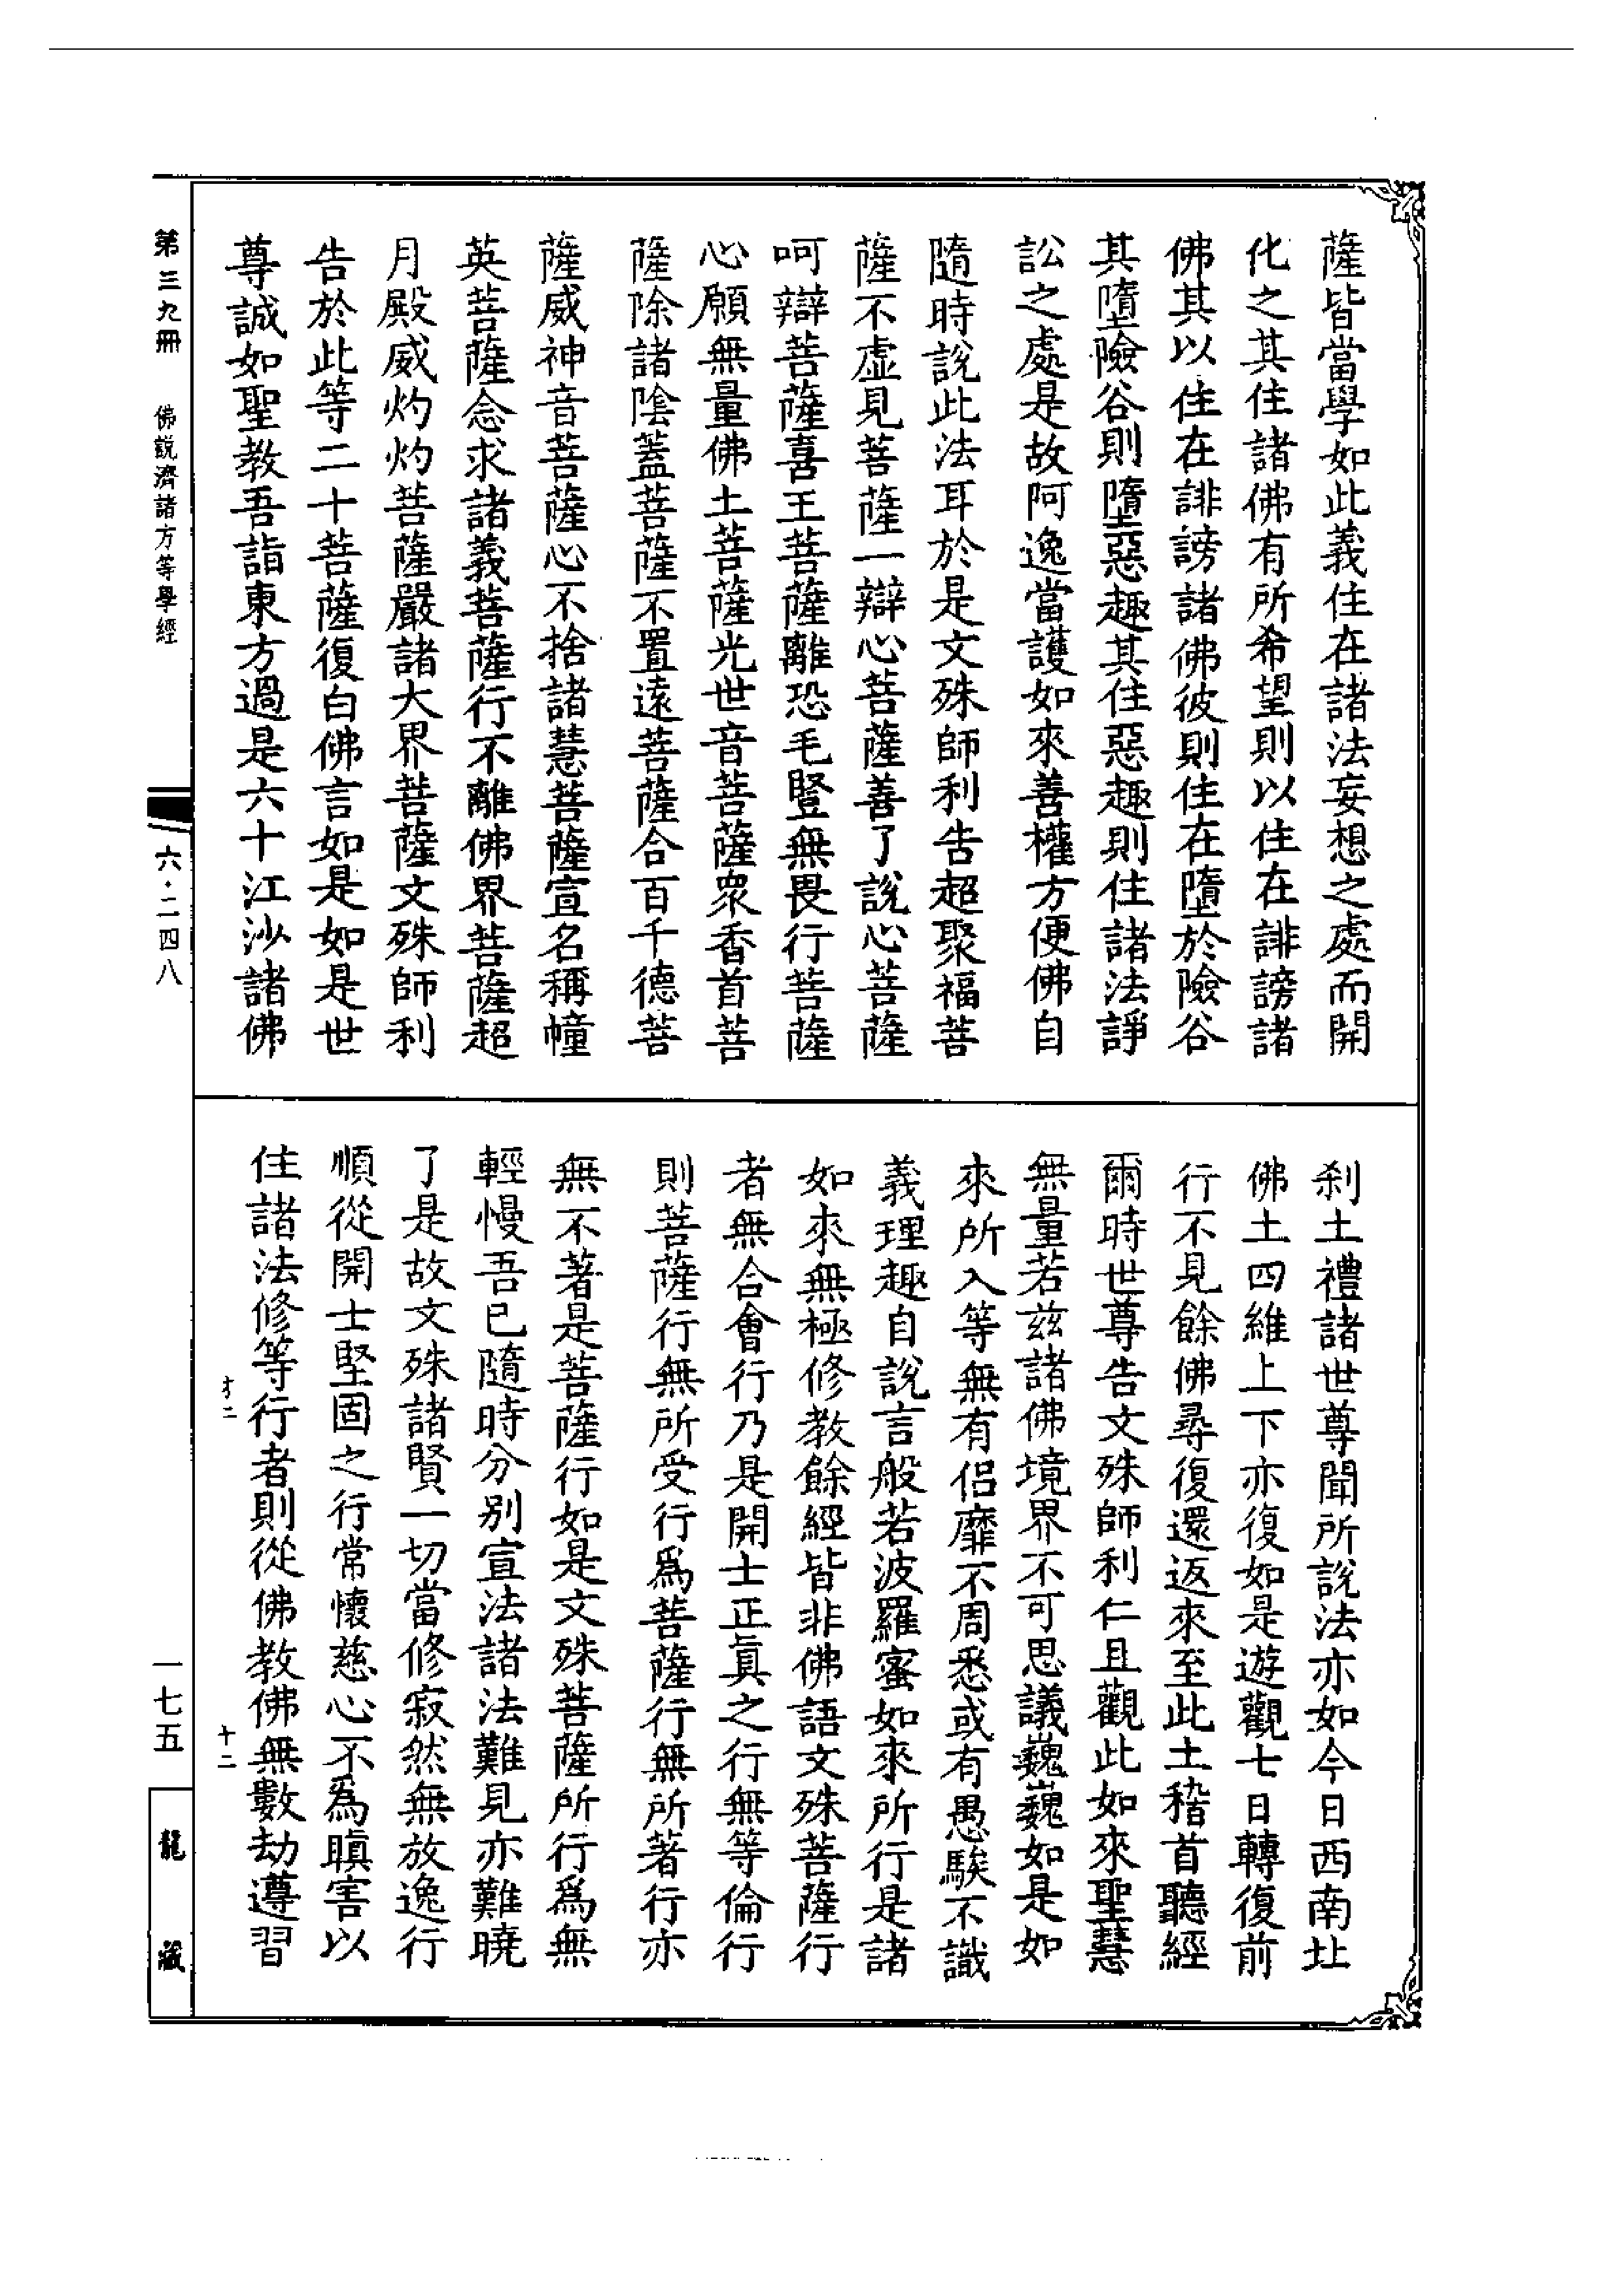 薩皆當學如此義住在諸法妄想之處而開
化之其住諸佛有所希望則以住在誹謗諸
佛其以住在誹謗諸佛彼則住在墮於險谷
其墮險谷則墮惡趣其住惡趣則住諸法諍
訟之處是故阿逸當護如來善權方便佛自
隨時說此法耳於是文殊師利告超聚福菩
薩不虛見菩薩一辯心菩薩善了說心菩薩
呵辯菩薩喜王菩薩離恐毛豎無畏行菩薩
心願無量佛土菩薩光世音菩薩眾香首菩
薩除諸陰蓋菩薩不置遠菩薩合百千德菩
薩威神音菩薩心不捨諸慧菩薩宣名稱幢
英菩薩念求諸義菩薩行不離佛界菩薩超
月殿威灼灼菩薩嚴諸大界菩薩文殊師利
告於此等二十菩薩復白佛言如是如是世
尊誠如聖教吾詣東方過是六十江沙諸佛
刹土禮諸世尊聞所說法亦如今日西南北
佛土四維上下亦復如是遊觀七日轉復前
行不見餘佛尋復還返來至此土稽首聽經
爾時世尊告文殊師利仁且觀此如來聖慧
無量若茲諸佛境界不可思議巍巍如是如
來所入等無有侶靡不周悉或有愚騃不識
義理趣自說言般若波羅蜜如來所行是諸
如來無極修教餘經皆非佛語文殊菩薩行
者無合會行乃是開士正眞之行無等倫行
則菩薩行無所受行爲菩薩行無所著行亦
無不著是菩薩行如是文殊菩薩所行爲無
輕慢吾已隨時分別宣法諸法難見亦難曉
了是故文殊諸賢一切當修寂然無放逸行
順從開士堅固之行常懷慈心不爲瞋害以
住諸法修等行者則從佛教佛無數劫遵習
十二
第三九冊 佛說濟諸方等學經
六·二四八
一七五
龍藏